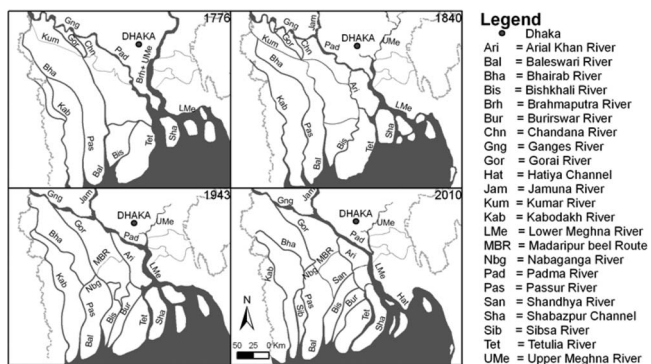 1776
Gng
Gor
Chn
Kum
Pad
DHAKA
Brh+ UMe
Bha
Kab
LMe
Pas
Bal
Bis
Tet
Sha
1840
Jam
Gng
Gor
Chn
Pad
DHAKA
UMe
Kum
Bha
Ari
Kab
LMe
Pas
Bal
Bis
Tet
Sha
1943
Gng
Jam
Gor
Kum
DHAKA
UMe
Pad
Bha
MBR
Ari
Kab
Nbg
Pas
Bal
Bis
Bur
Tet
Sha
2010
Gng
Jam
DHAKA
UMe
Gor
Pad
Bha
MBR
Ari
LMe
Kab
Nbg
San
Hat
Sib
Pas
Bal
Bis
Bur
Tet
Sha
N
50 25 0 Km
Legend
Dhaka
Ari = Arial Khan River
Bal = Baleswari River
Bha = Bhairab River
Bis = Bishkhali River
Brh = Brahmaputra River
Bur = Burirswar River
Chn = Chandana River
Gng = Ganges River
Gor = Gorai River
Hat = Hatiya Channel
Jam = Jamuna River
Kum = Kumar River
Kab = Kabodakh River
LMe = Lower Meghna River
MBR = Madaripur beel Route
Nbg = Nabaganga River
Pad = Padma River
Pas = Passur River
San = Shandhya River
Sha = Shabazpur Channel
Sib = Sibsa River
Tet = Tetulia River
UMe = Upper Meghna River